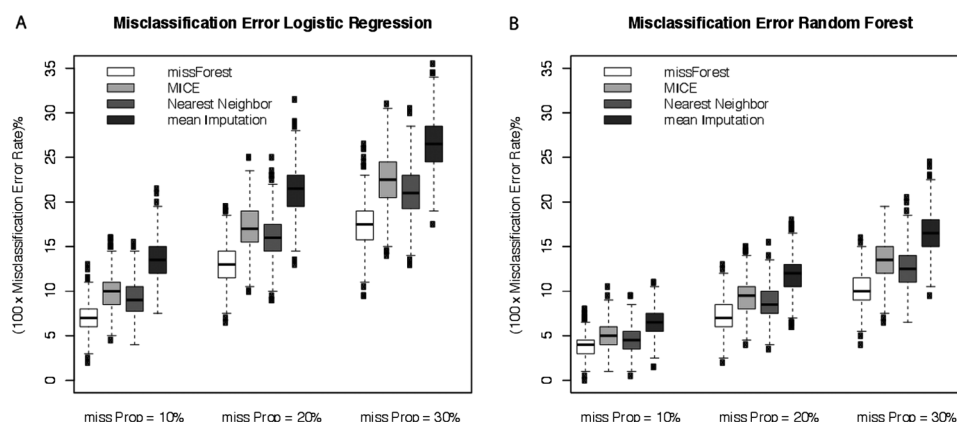 A
Misclassification Error Logistic Regression
(100 x Misclassification Error Rate)%
35
30
25
20
15
10
5
0
missForest
MICE
Nearest Neighbor
mean Imputation
miss Prop = 10%
miss Prop = 20%
miss Prop = 30%
B
Misclassification Error Random Forest
(100 x Misclassification Error Rate)%
35
30
25
20
15
10
5
0
missForest
MICE
Nearest Neighbor
mean Imputation
miss Prop = 10%
miss Prop = 20%
miss Prop = 30%